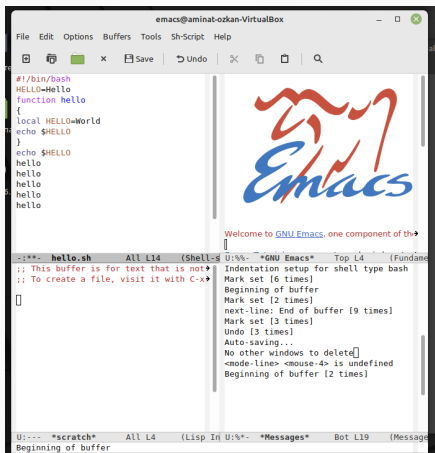 emacs@aminat-ozkan-VirtualBox
File Edit Options Buffers Tools Sh-Script Help
Save Undo
#!/bin/bash
HELLO=Hello
function hello
{
local HELLO=World
echo $HELLO
}
echo $HELLO
hello
hello
hello
hello
hello
-:**- hello.sh All L14 (Shell-s
Emacs
Welcome to GNU Emacs, one component of the
U:%%- *GNU Emacs* Top L4 (Fundame
;; This buffer is for text that is not
;; To create a file, visit it with C-x
U:--- *scratch* All L4 (Lisp In
Indentation setup for shell type bash
Mark set [6 times]
Beginning of buffer
Mark set [2 times]
next-line: End of buffer [9 times]
Mark set [3 times]
Undo [3 times]
Auto-saving...
No other windows to delete
<mode-line> <mouse-4> is undefined
Beginning of buffer [2 times]
U:%*- *Messages* Bot L19 (Message
Beginning of buffer